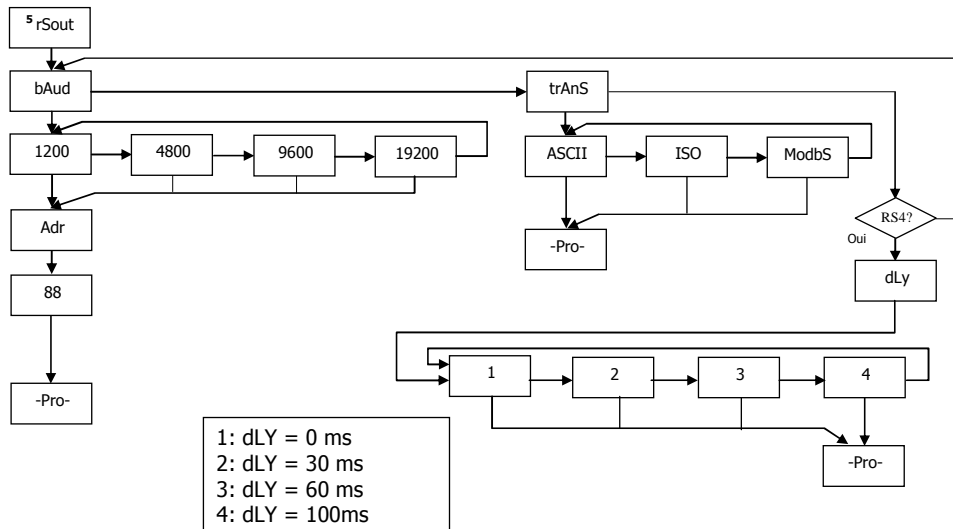 5 rSout
bAud
trAnS
1200
4800
9600
19200
ASCII
ISO
ModbS
Adr
-Pro-
RS4?
Oui
88
dLy
1
2
3
4
-Pro-
-Pro-
1: dLY = 0 ms
2: dLY = 30 ms
3: dLY = 60 ms
4: dLY = 100ms